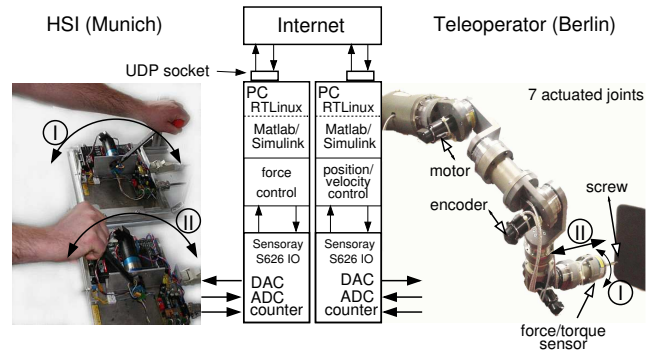 HSI (Munich)
Internet
Teleoperator (Berlin)
UDP socket
PC
RTLinux
Matlab/
Simulink
force
control
Sensoray
S626 IO
DAC
ADC
counter
PC
RTLinux
Matlab/
Simulink
position/
velocity
control
Sensoray
S626 IO
DAC
ADC
counter
I
II
7 actuated joints
motor
encoder
screw
II
I
force/torque
sensor